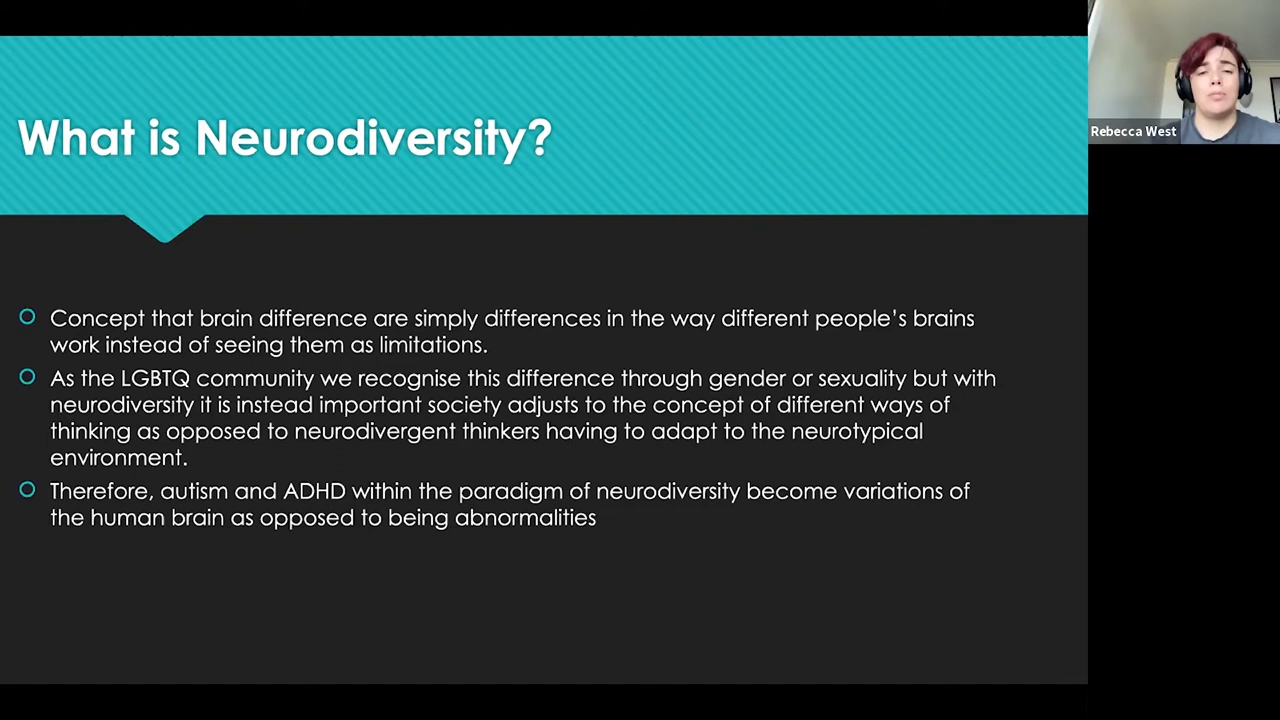 What is Neurodiversity?
Rebecca West
Concept that brain difference are simply differences in the way different people's brains
work instead of seeing them as limitations.
As the LGBTQ community we recognise this difference through gender or sexuality but with
neurodiversity it is instead important society adjusts to the concept of different ways of
thinking as opposed to neurodivergent thinkers having to adapt to the neurotypical
environment.
Therefore, autism and ADHD within the paradigm of neurodiversity become variations of
the human brain as opposed to being abnormalities